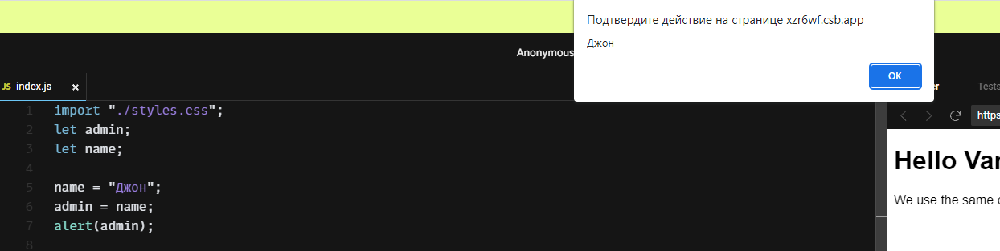 Подтвердите действие на странице xzr6wf.csb.app
Джон
OK
Anonymous
JS index.js ×
Tests
1 import "./styles.css";
2 let admin;
3 let name;
4
5 name = "Джон";
6 admin = name;
7 alert(admin);
8
https
Hello Van
We use the same